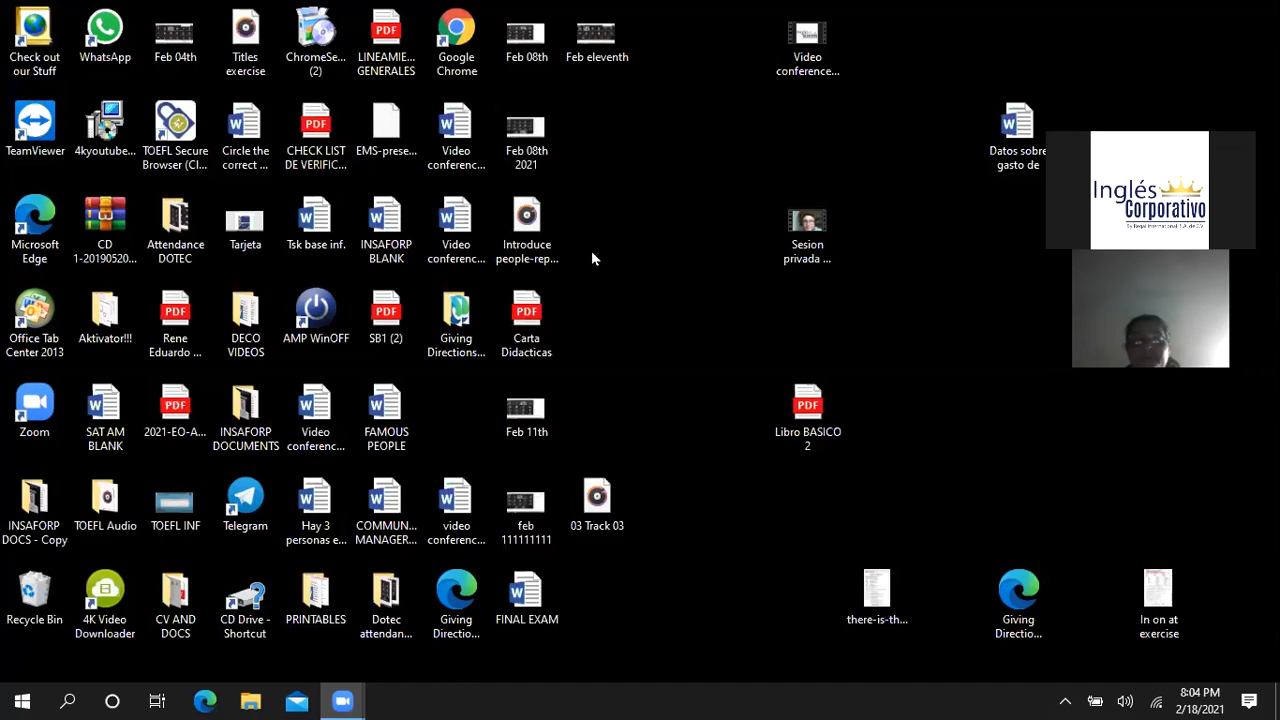 Check out
our Stuff
WhatsApp
Feb 04th
Titles
exercise
ChromeSe...
(2)
PDF
LINEAMIE...
GENERALES
Google
Chrome
Feb 08th
Feb eleventh
Video
conference...
TeamViewer
4kyoutube...
TOEFL Secure
Browser (Cl...
Circle the
correct ...
PDF
CHECK LIST
DE VERIFIC...
EMS-prese...
Video
conferenc...
Feb 08th
2021
Datos sobre
gasto de
Inglés
Corporativo
By Regal International, S.A. de C.V.
Microsoft
Edge
CD
1-20190520...
Attendance
DOTEC
Tarjeta
Tsk base inf.
INSAFORP
BLANK
Video
conferenc...
Introduce
people-rep...
Sesion
privada ...
Office Tab
Center 2013
Aktivator!!!
PDF
Rene
Eduardo ...
DECO
VIDEOS
AMP WinOFF
PDF
SB1 (2)
Giving
Directions...
PDF
Carta
Didacticas
Zoom
SAT AM
BLANK
PDF
2021-EO-A...
INSAFORP
DOCUMENTS
Video
conferenc...
FAMOUS
PEOPLE
Feb 11th
PDF
Libro BASICO
2
INSAFORP
DOCS - Copy
TOEFL Audio
TOEFL INF
Telegram
Hay 3
personas e...
COMMUN...
MANAGER...
video
conferenc...
feb
111111111
03 Track 03
Recycle Bin
4K Video
Downloader
CV AND
DOCS
CD Drive -
Shortcut
PRINTABLES
Dotec
attendan...
Giving
Directio...
FINAL EXAM
there-is-th...
Giving
Directio...
In on at
exercise
8:04 PM
2/18/2021